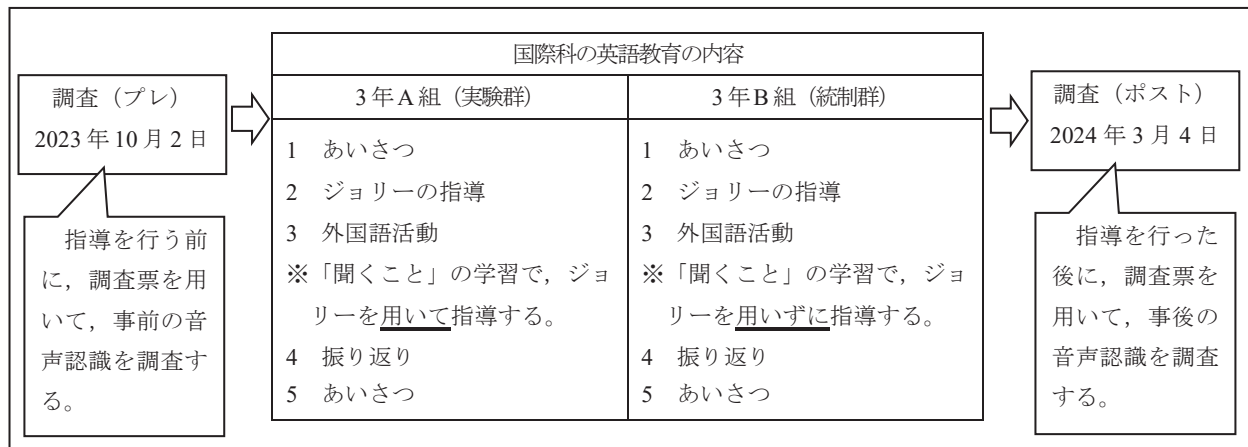 国際科の英語教育の内容
調査（プレ）
2023年10月2日
指導を行う前
に，調査票を用
いて，事前の音
声認識を調査す
る。
3年A組（実験群）
1 あいさつ
2 ジョリーの指導
3 外国語活動
※「聞くこと」の学習で，ジョ
リーを用いて指導する。
4 振り返り
5 あいさつ
3年B組（統制群）
1 あいさつ
2 ジョリーの指導
3 外国語活動
※「聞くこと」の学習で，ジョ
リーを用いずに指導する。
4 振り返り
5 あいさつ
調査（ポスト）
2024年3月4日
指導を行った
後に，調査票を
用いて，事後の
音声認識を調査
する。